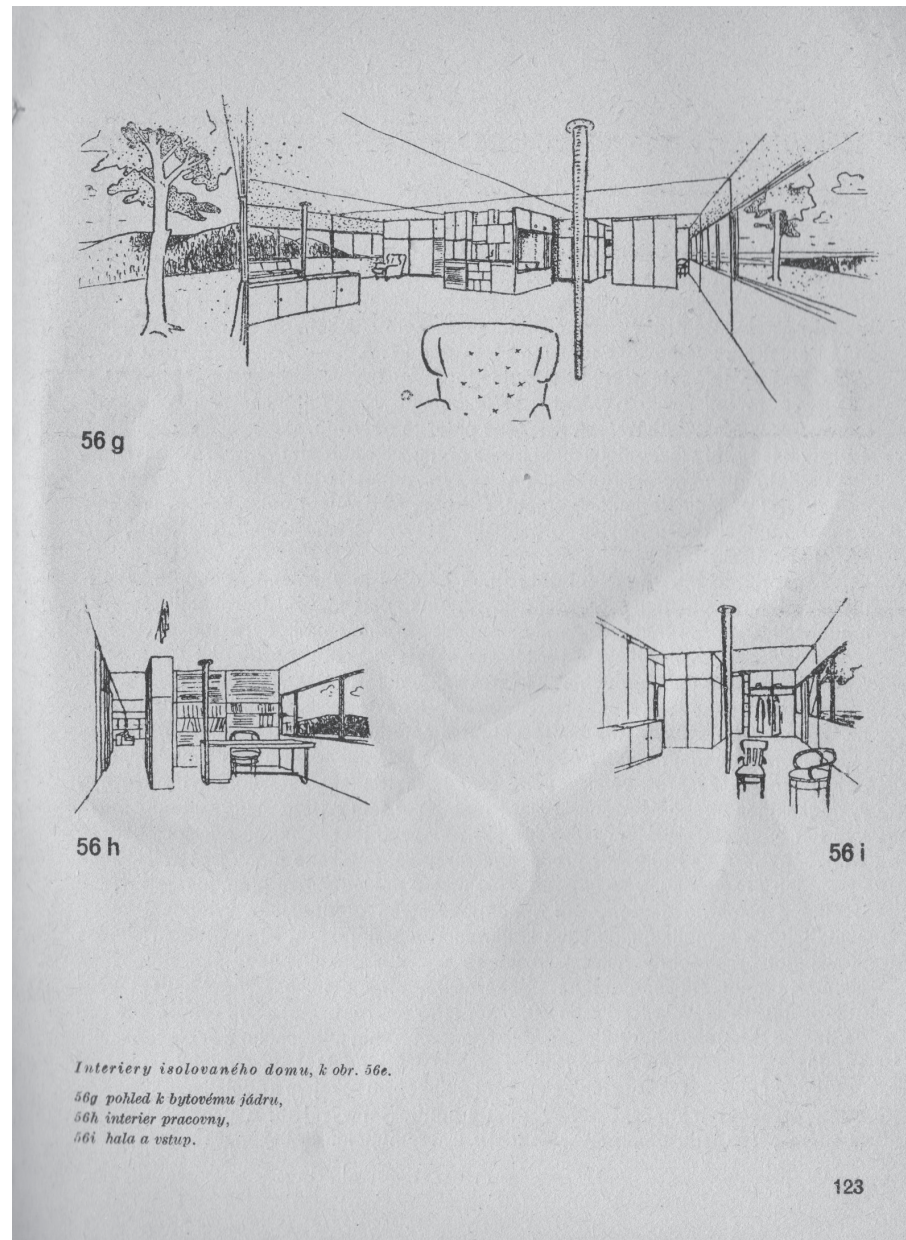 56 g
56 h
56 i
Interiery isolovaného domu, k obr. 56e.
56g pohled k bytovému jádru,
56h interier pracovny,
56i hala a vstup.
123